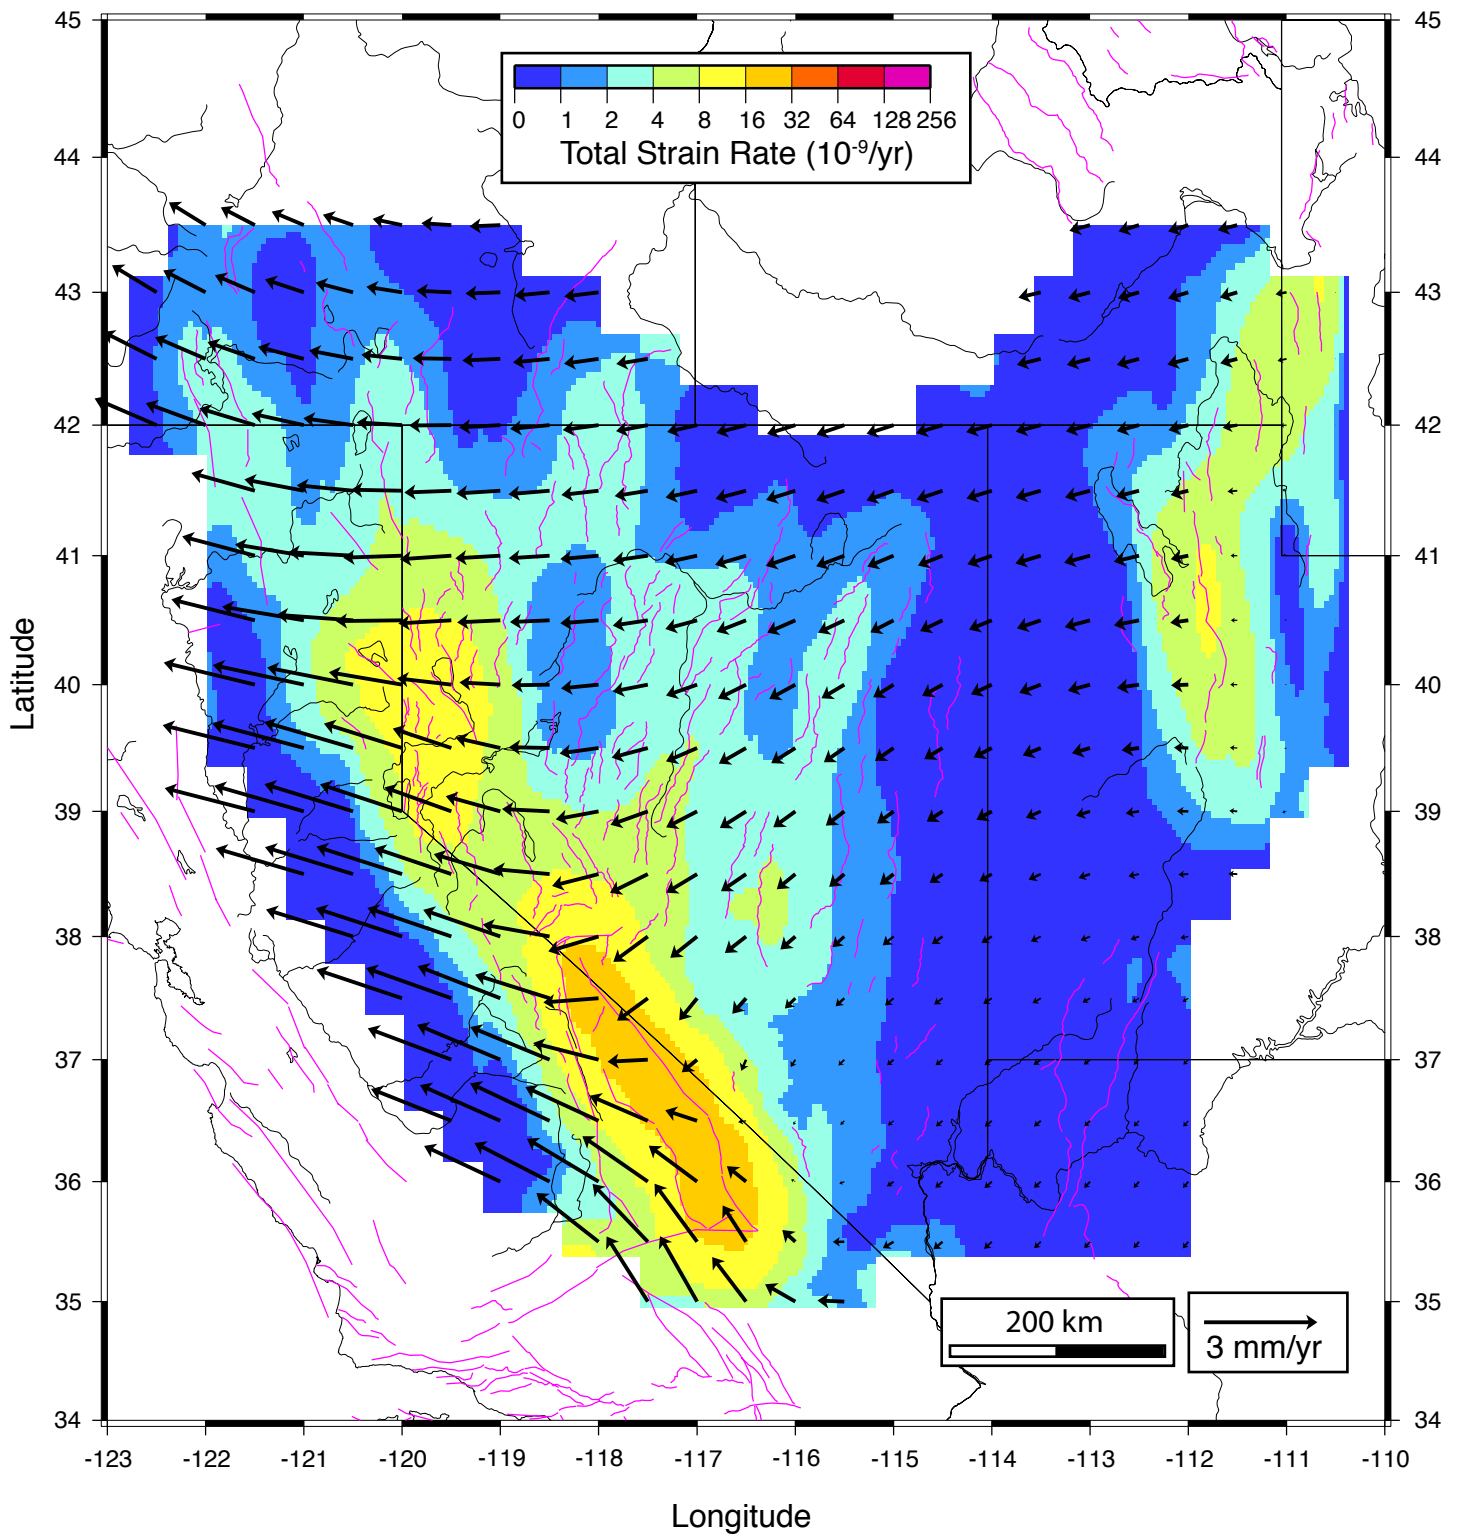 0 1 2 4 8 16 32 64 128 256
Total Strain Rate (10⁻⁹/yr)
45 45
44 44
43 43
42 42
41 41
40 40
39 39
38 38
37 37
36 36
35 35
34 34
Latitude
200 km
3 mm/yr
-123 -122 -121 -120 -119 -118 -117 -116 -115 -114 -113 -112 -111 -110
Longitude